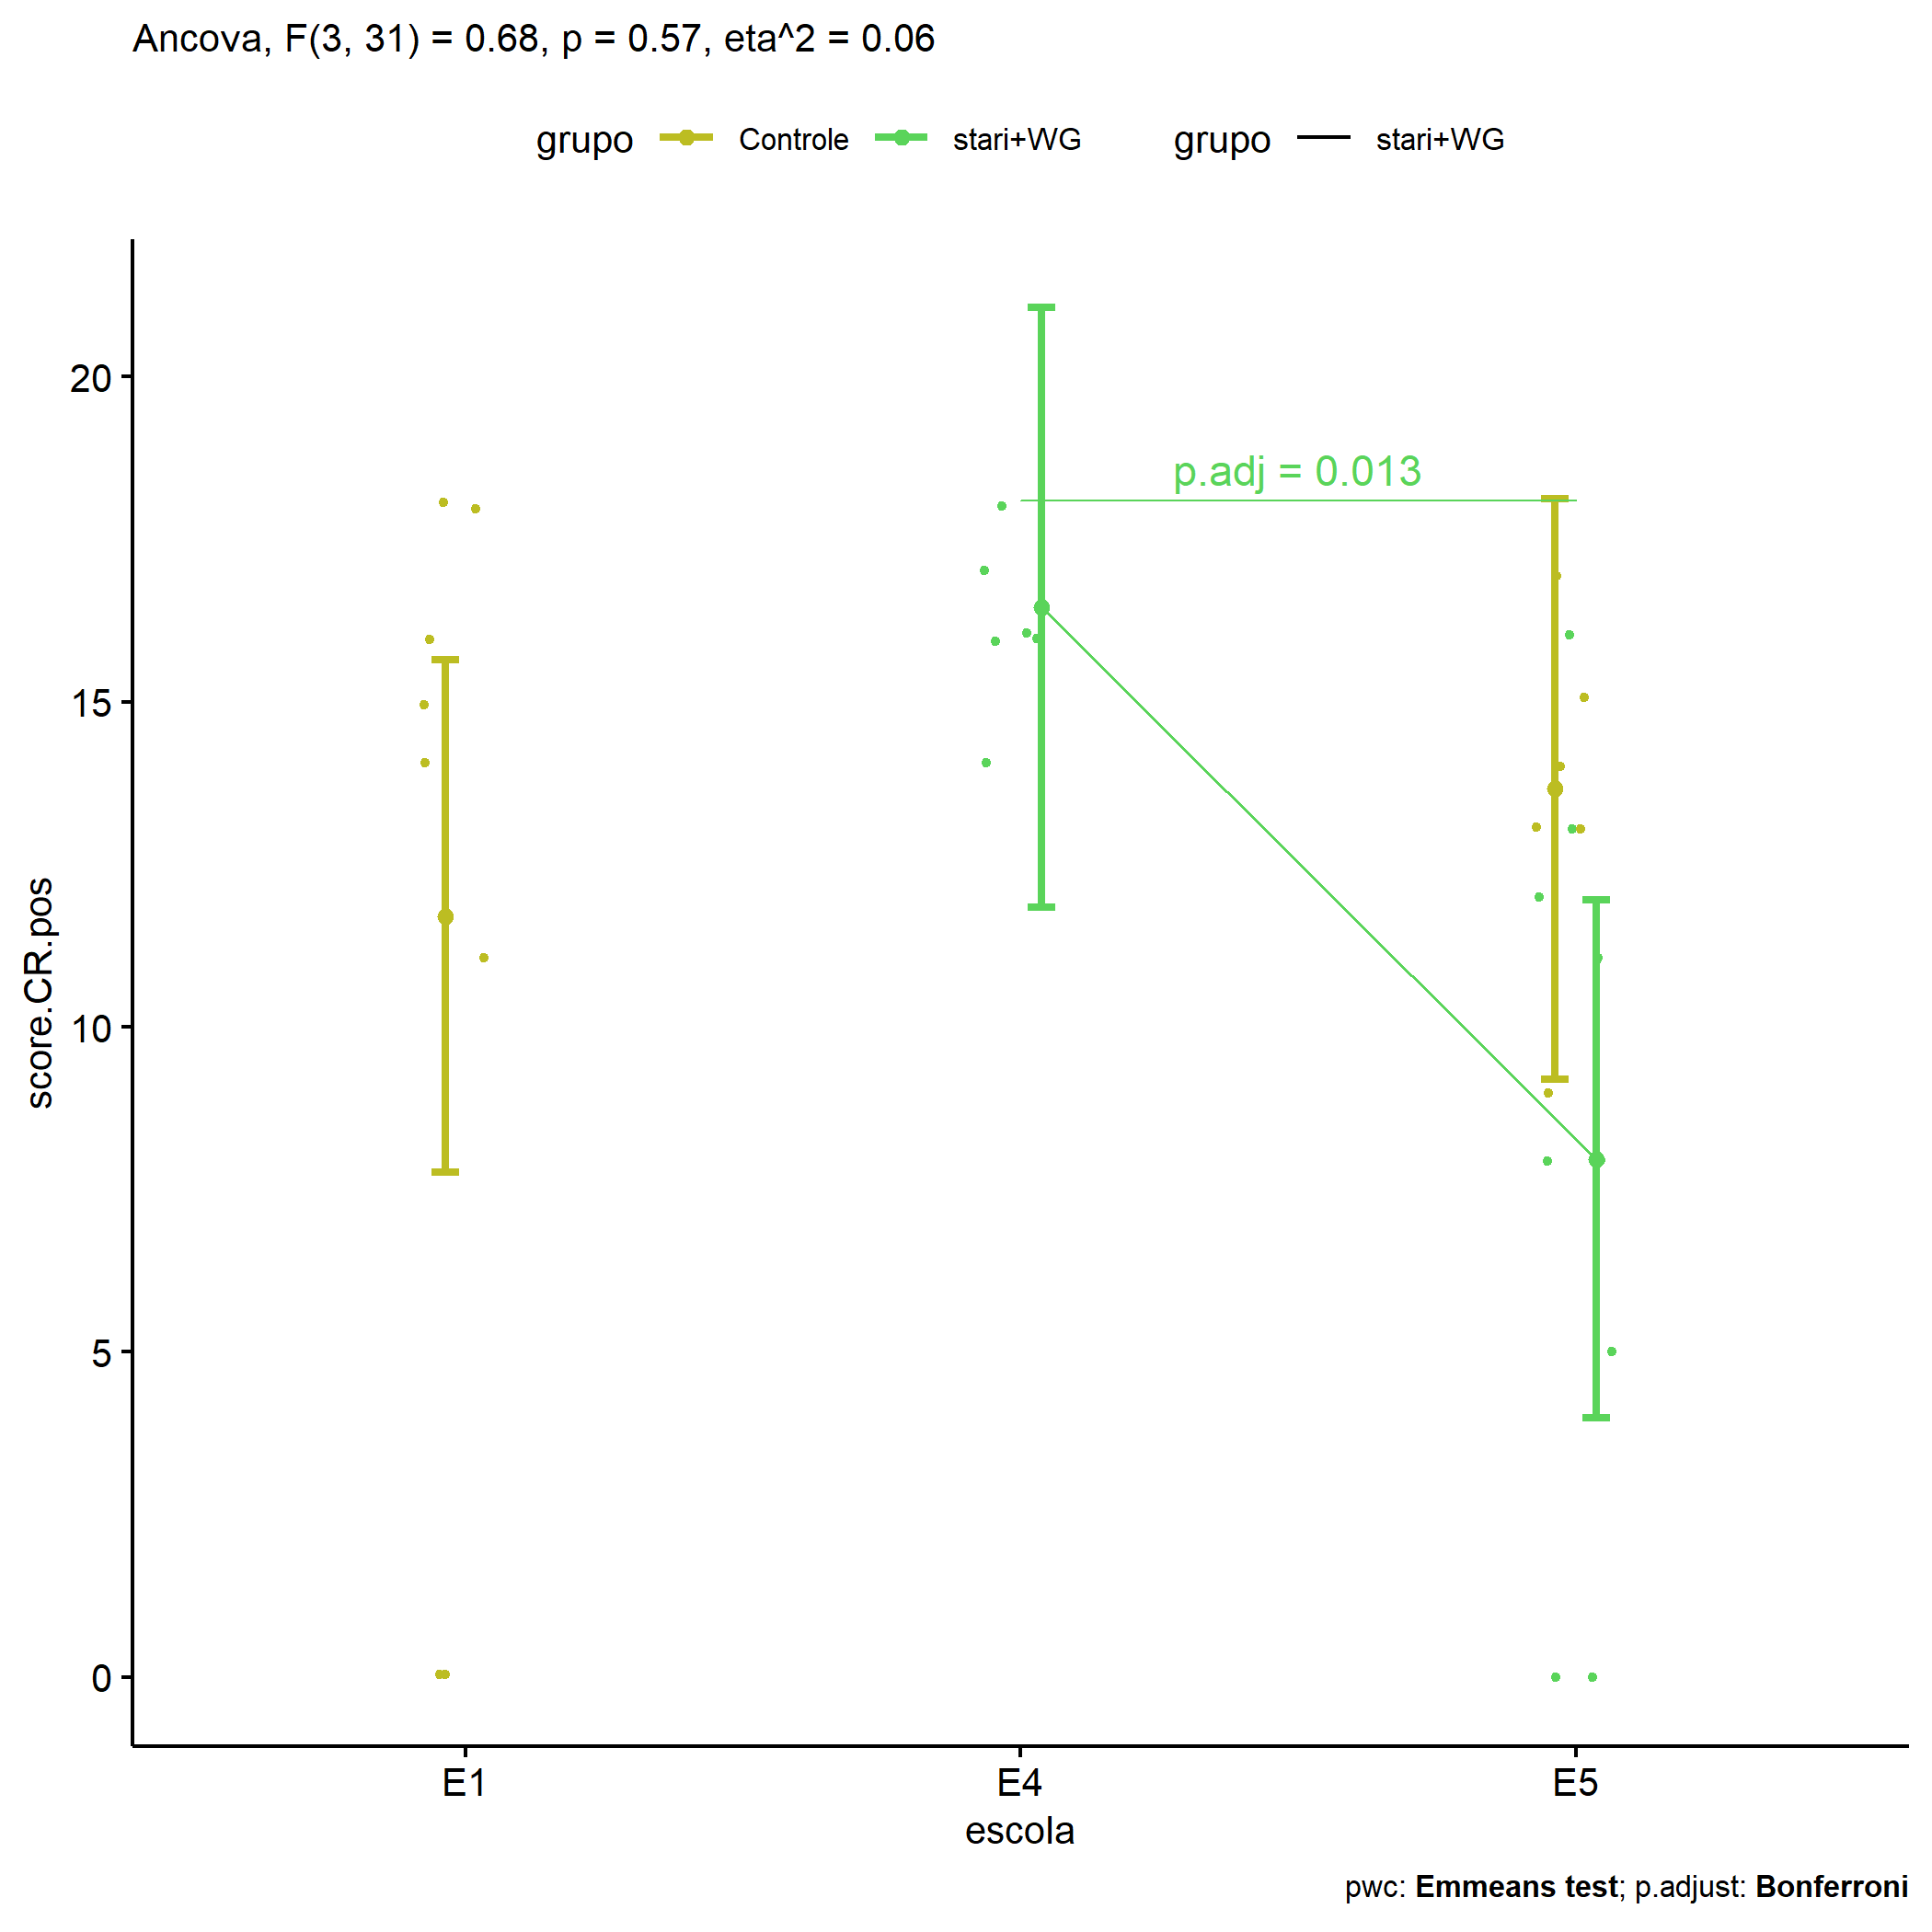 Ancova, F(3, 31) = 0.68, p = 0.57, eta^2 = 0.06
grupo Controle stari+WG grupo stari+WG
20
p.adj = 0.013
15
10
5
0
score.CR.pos
E1 E4 E5
escola
pwc: Emmeans test; p.adjust: Bonferroni